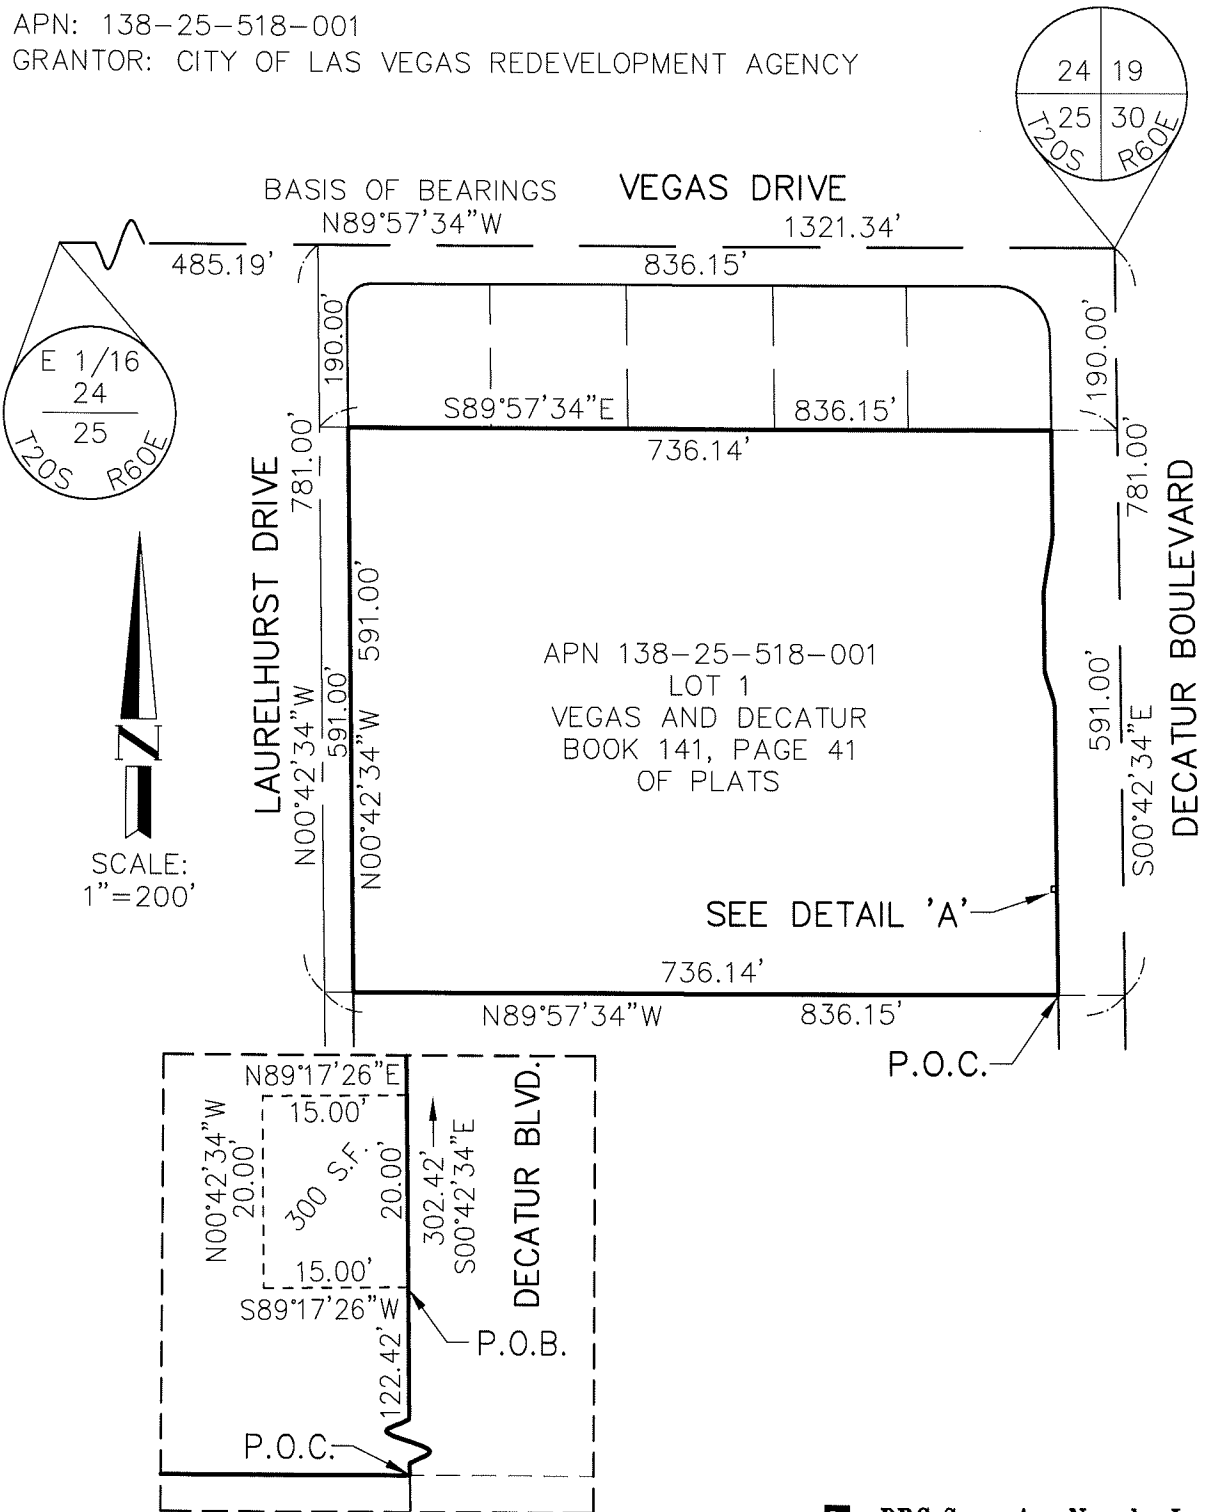 APN: 138-25-518-001
GRANTOR: CITY OF LAS VEGAS REDEVELOPMENT AGENCY
24 19
25 30
T20S R60E
BASIS OF BEARINGS
VEGAS DRIVE
N89°57'34"W
1321.34'
485.19'
836.15'
E 1/16
24
25
T20S R60E
190.00'
190.00'
S89°57'34"E
836.15'
736.14'
781.00'
781.00'
LAURELHURST DRIVE
N00°42'34"W
591.00'
591.00'
N00°42'34"W
APN 138-25-518-001
LOT 1
VEGAS AND DECATUR
BOOK 141, PAGE 41
OF PLATS
591.00'
S00°42'34"E
DECATUR BOULEVARD
N
SCALE:
1"=200'
SEE DETAIL 'A'
736.14'
N89°57'34"W
836.15'
P.O.C.
N89°17'26"E
15.00'
N00°42'34"W
20.00'
300 S.F.
20.00'
302.42'
S00°42'34"E
DECATUR BLVD.
15.00'
S89°17'26"W
P.O.B.
122.42'
P.O.C.